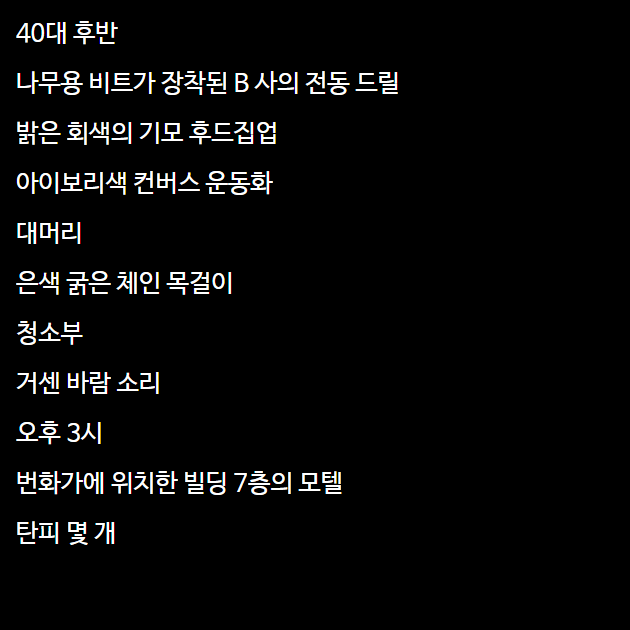 40대 후반
나무용 비트가 장착된 B 사의 전동 드릴
밝은 회색의 기모 후드집업
아이보리색 컨버스 운동화
대머리
은색 굵은 체인 목걸이
청소부
거센 바람 소리
오후 3시
번화가에 위치한 빌딩 7층의 모텔
탄피 몇 개